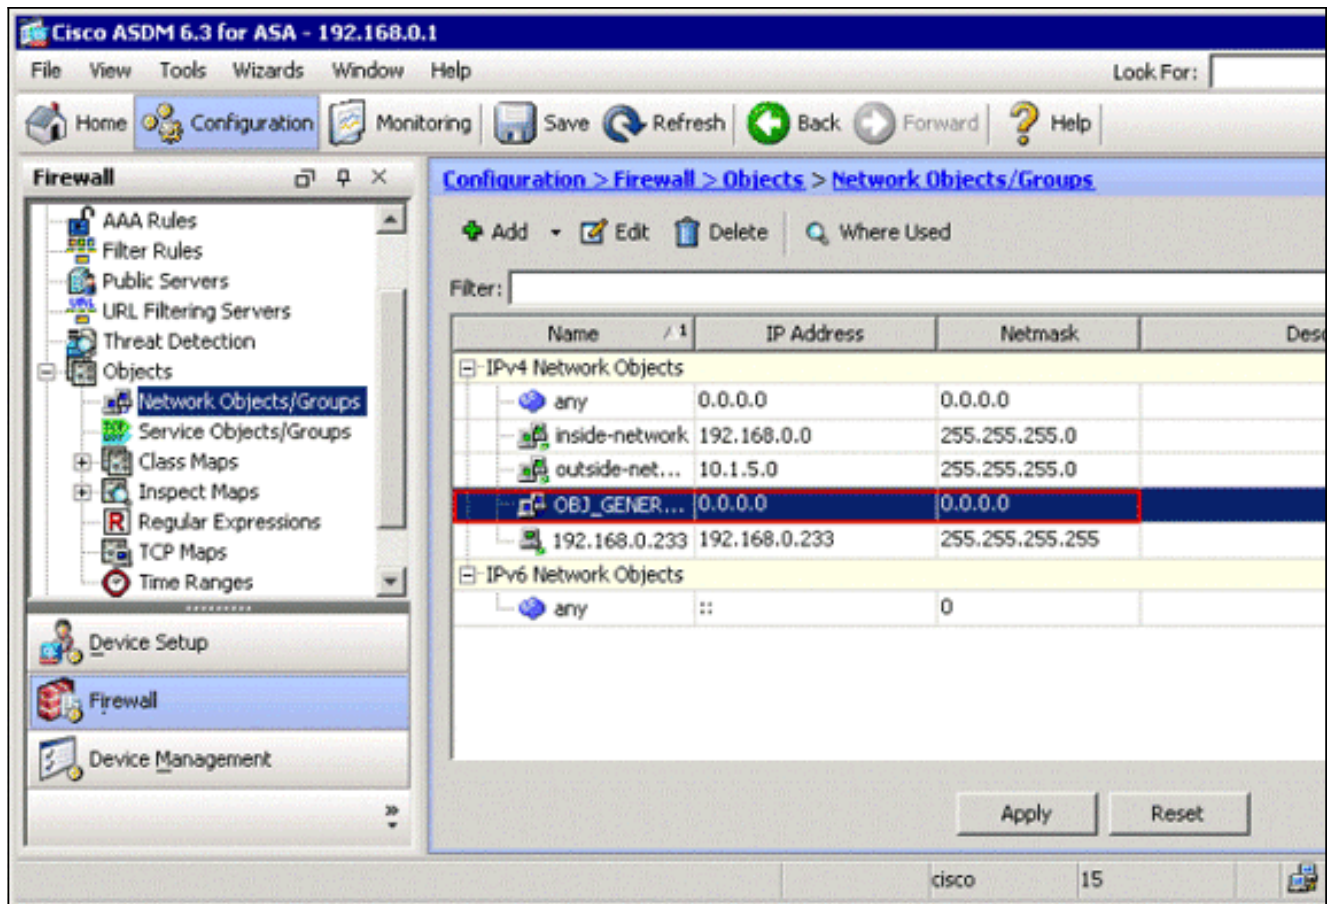 Cisco ASDM 6.3 for ASA - 192.168.0.1
File View Tools Wizards Window Help Look For:
Home Configuration Monitoring Save Refresh Back Forward Help
Firewall
AAA Rules
Filter Rules
Public Servers
URL Filtering Servers
Threat Detection
Objects
Network Objects/Groups
Service Objects/Groups
Class Maps
Inspect Maps
Regular Expressions
TCP Maps
Time Ranges
Device Setup
Firewall
Device Management
Configuration > Firewall > Objects > Network Objects/Groups
Add Edit Delete Where Used
Filter:
Name 1 IP Address Netmask Desc
IPv4 Network Objects
any 0.0.0.0 0.0.0.0
inside-network 192.168.0.0 255.255.255.0
outside-net... 10.1.5.0 255.255.255.0
OBJ_GENER... 0.0.0.0 0.0.0.0
192.168.0.233 192.168.0.233 255.255.255.255
IPv6 Network Objects
any :: 0
Apply Reset
cisco 15